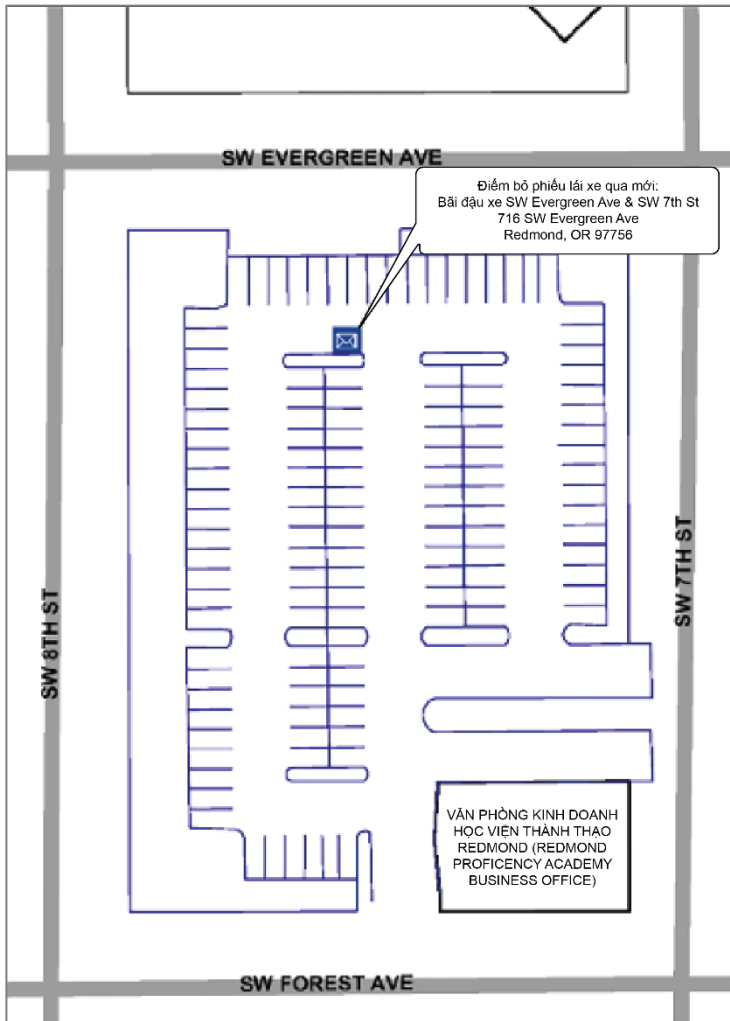 SW EVERGREEN AVE
Điểm bỏ phiếu lái xe qua mới:
Bãi đậu xe SW Evergreen Ave & SW 7th St
716 SW Evergreen Ave
Redmond, OR 97756
SW 8TH ST
SW 7TH ST
VĂN PHÒNG KINH DOANH
HỌC VIỆN THÀNH THẠO
REDMOND (REDMOND
PROFICENCY ACADEMY
BUSINESS OFFICE)
SW FOREST AVE